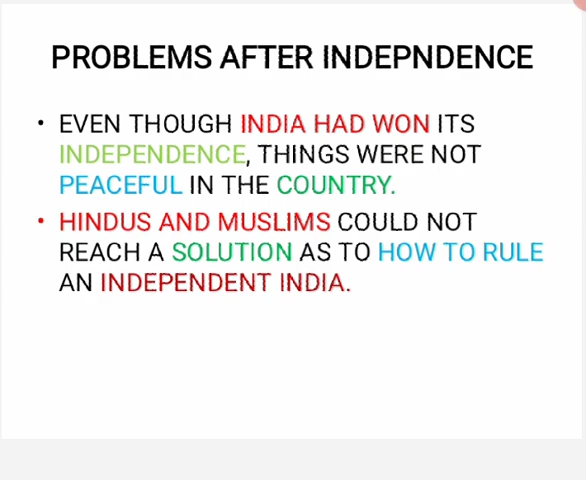 PROBLEMS AFTER INDEPNDENCE
• EVEN THOUGH INDIA HAD WON ITS
INDEPENDENCE, THINGS WERE NOT
PEACEFUL IN THE COUNTRY.
• HINDUS AND MUSLIMS COULD NOT
REACH A SOLUTION AS TO HOW TO RULE
AN INDEPENDENT INDIA.